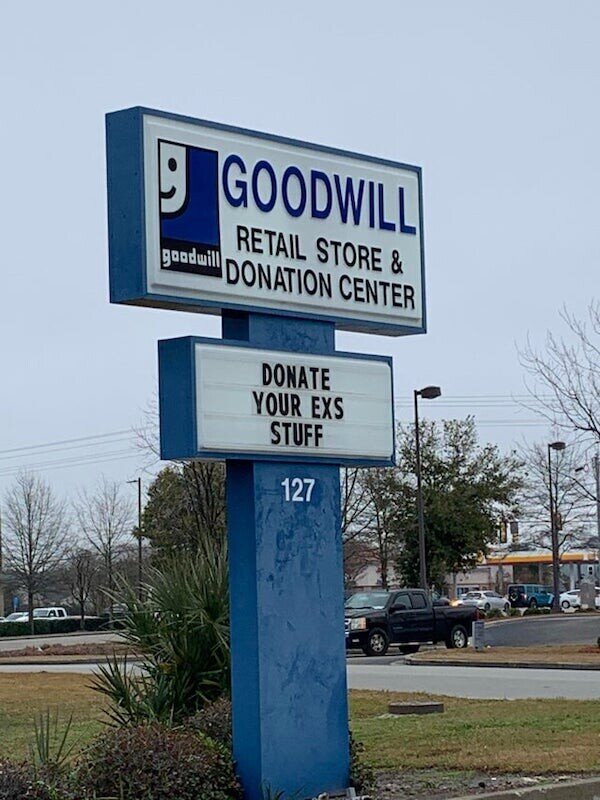 g
goodwill
GOODWILL
RETAIL STORE &
DONATION CENTER
DONATE
YOUR EXS
STUFF
127